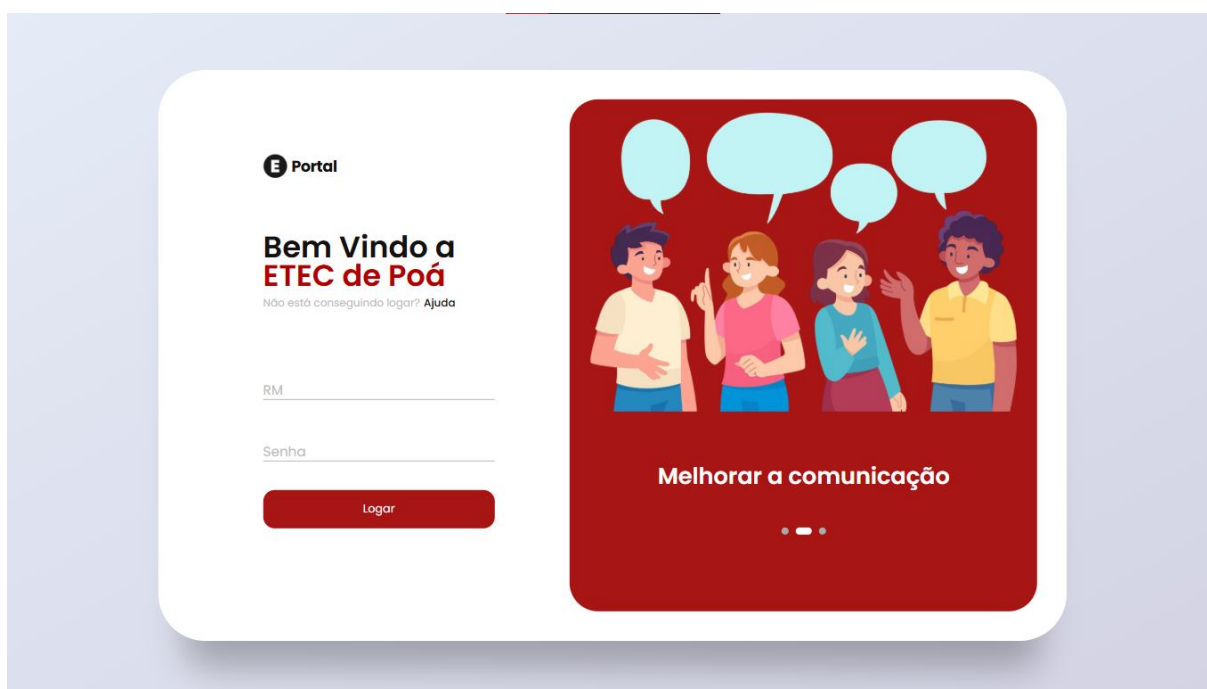 E Portal
Bem Vindo a
ETEC de Poá
Não está conseguindo logar? Ajuda
RM
Senha
Logar
Melhorar a comunicação